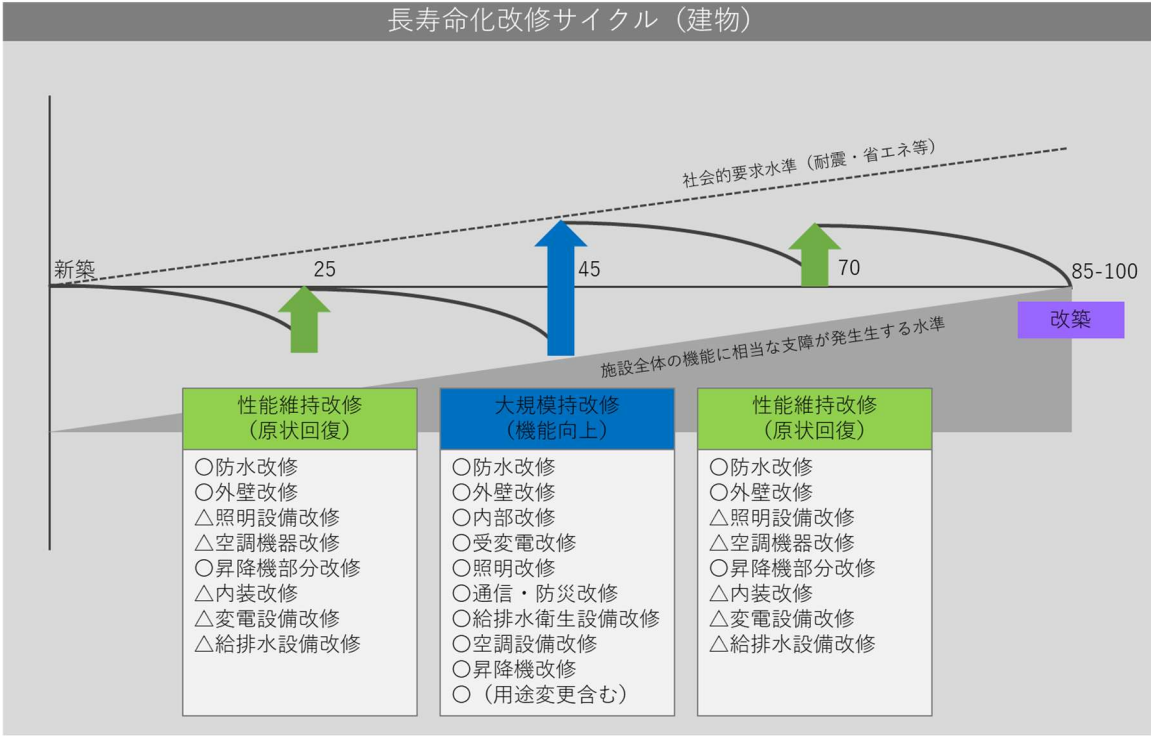 長寿命化改修サイクル（建物）
社会的要求水準（耐震・省エネ等）
新築
25
45
70
85-100
改築
施設全体の機能に相当な支障が発生生する水準
性能維持改修
（原状回復）
〇防水改修
〇外壁改修
△照明設備改修
△空調機器改修
〇昇降機部分改修
△内装改修
△変電設備改修
△給排水設備改修
大規模持改修
（機能向上）
〇防水改修
〇外壁改修
〇内部改修
〇受変電改修
〇照明改修
〇通信・防災改修
〇給排水衛生設備改修
〇空調設備改修
〇昇降機改修
〇（用途変更含む）
性能維持改修
（原状回復）
〇防水改修
〇外壁改修
△照明設備改修
△空調機器改修
〇昇降機部分改修
△内装改修
△変電設備改修
△給排水設備改修